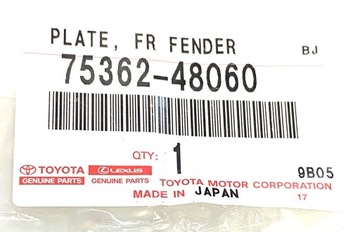 PLATE, FR FENDER BJ
75362-48060
QTY: 1
9B05
TOYOTA LEXUS
GENUINE PARTS GENUINE PARTS
TOYOTA MOTOR CORPORATION
MADE IN JAPAN 17